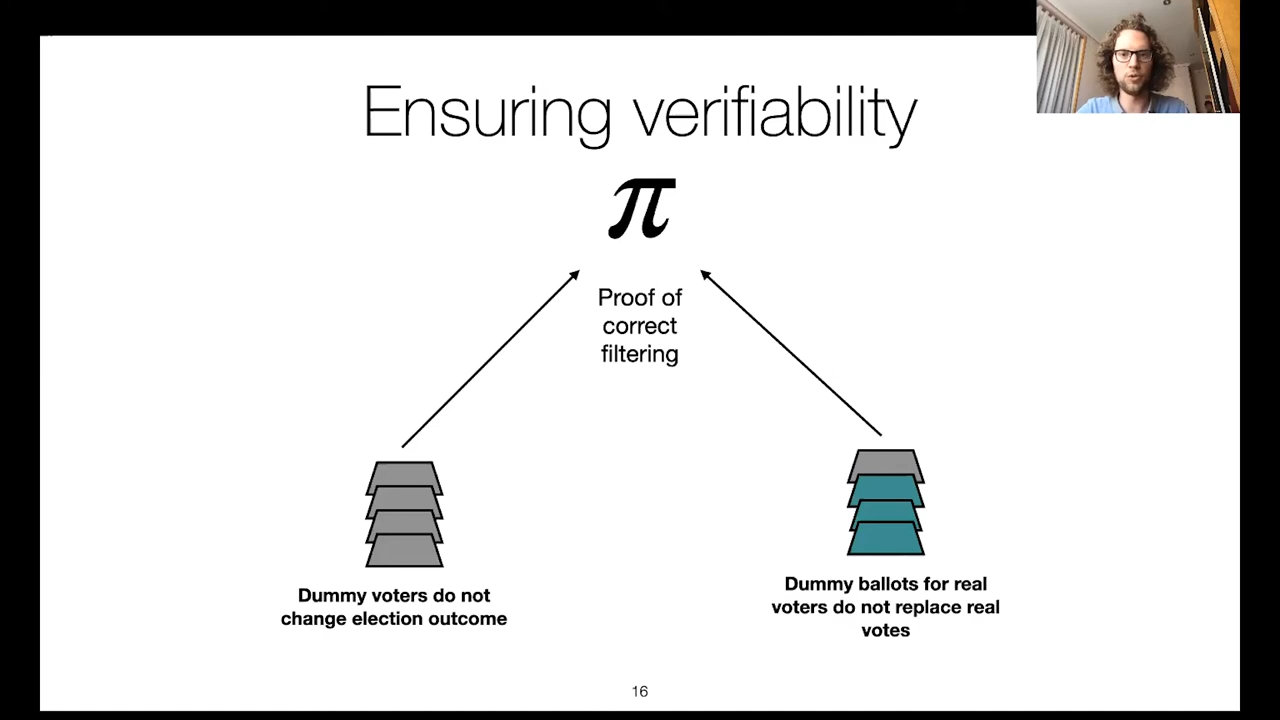 Ensuring verifiability
π
Proof of
correct
filtering
Dummy voters do not
change election outcome
Dummy ballots for real
voters do not replace real
votes
16